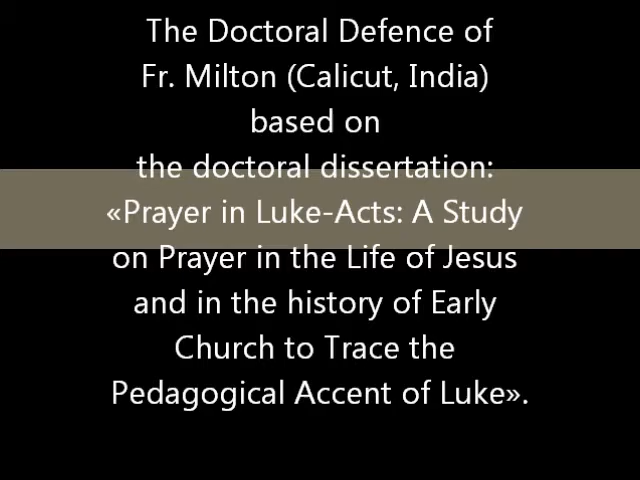 The Doctoral Defence of
Fr. Milton (Calicut, India)
based on
the doctoral dissertation:
«Prayer in Luke-Acts: A Study
on Prayer in the Life of Jesus
and in the history of Early
Church to Trace the
Pedagogical Accent of Luke».